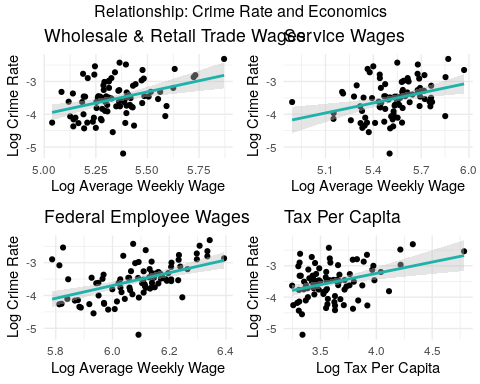 Relationship: Crime Rate and Economics
Wholesale & Retail Trade Wages
Service Wages
Log Crime Rate
-3
-4
-5
5.00 5.25 5.50 5.75
Log Average Weekly Wage
Log Crime Rate
-3
-4
-5
5.1 5.4 5.7 6.0
Log Average Weekly Wage
Federal Employee Wages
Tax Per Capita
Log Crime Rate
-3
-4
-5
5.8 6.0 6.2 6.4
Log Average Weekly Wage
Log Crime Rate
-3
-4
-5
3.5 4.0 4.5
Log Tax Per Capita